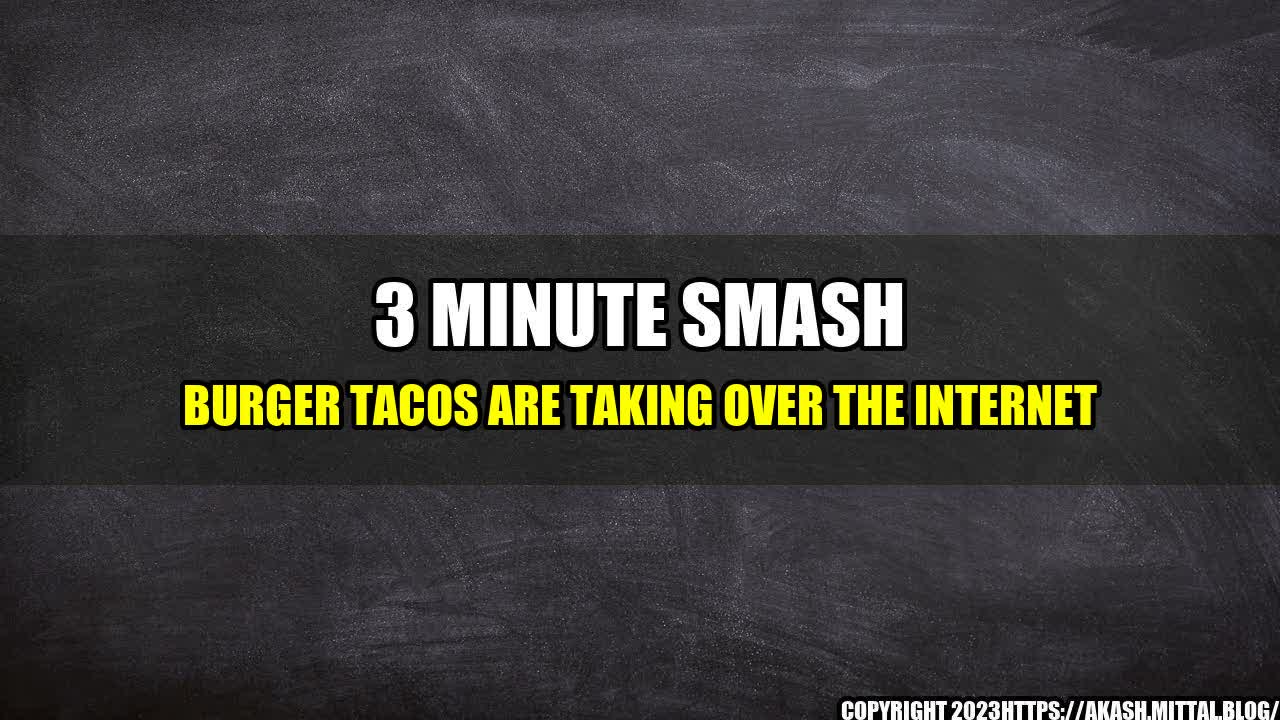 3 MINUTE SMASH
BURGER TACOS ARE TAKING OVER THE INTERNET
COPYRIGHT 2023HTTPS://AKASH.MITTAL.BLOG/